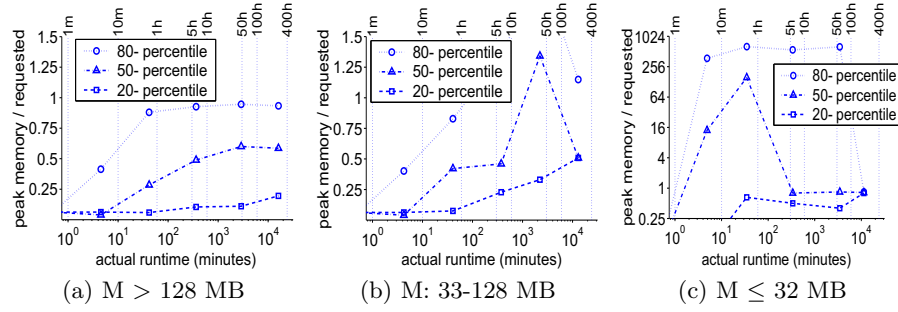 1m 10m 1h 5h 10h 50h 100h 400h
1.5
1.25
1
0.75
0.5
0.25
peak memory / requested
80- percentile
50- percentile
20- percentile
10^0 10^1 10^2 10^3 10^4
actual runtime (minutes)
(a) M > 128 MB
1m 10m 1h 5h 10h 50h 100h 400h
1.5
1.25
1
0.75
0.5
0.25
peak memory / requested
80- percentile
50- percentile
20- percentile
10^0 10^1 10^2 10^3 10^4
actual runtime (minutes)
(b) M: 33-128 MB
1m 10m 1h 5h 10h 50h 100h 400h
1024
256
64
16
4
1
0.25
peak memory / requested
80- percentile
50- percentile
20- percentile
10^0 10^1 10^2 10^3 10^4
actual runtime (minutes)
(c) M ≤ 32 MB